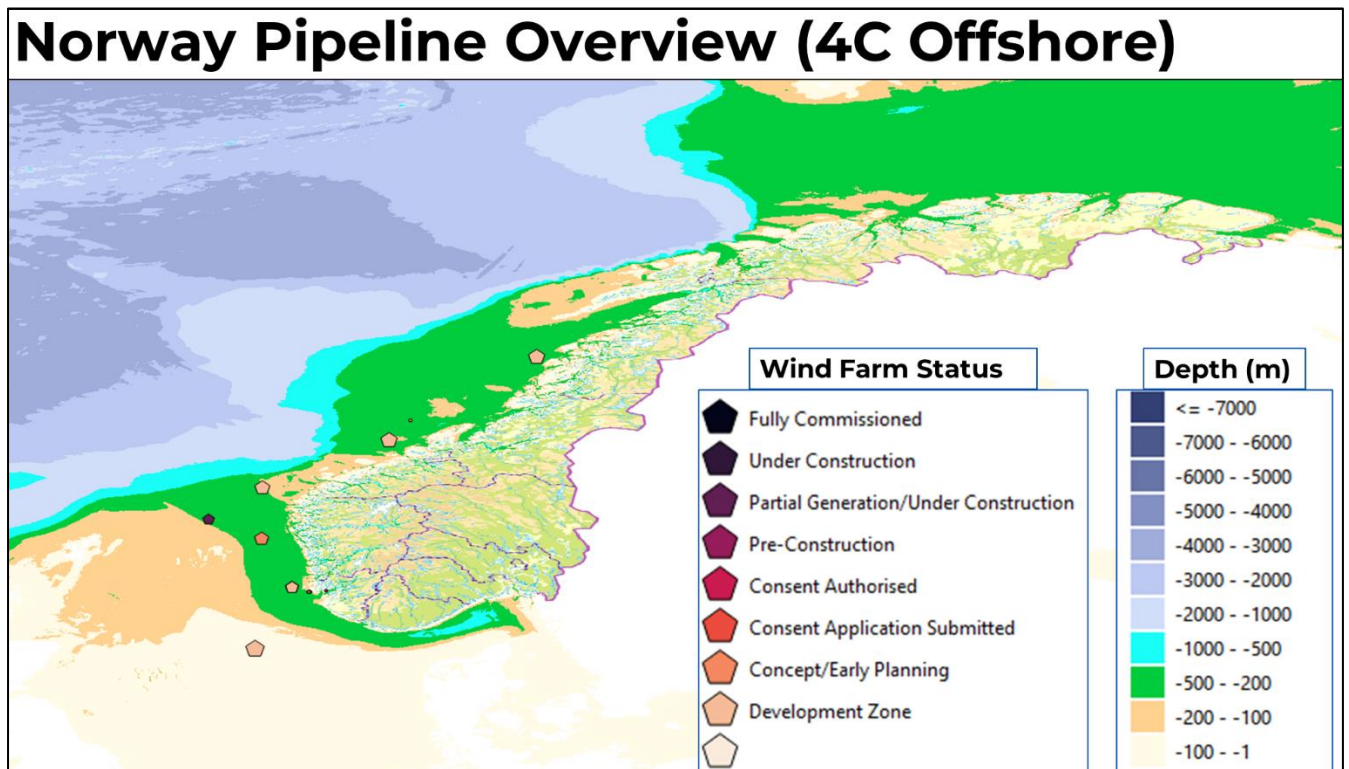 Norway Pipeline Overview (4C Offshore)
Wind Farm Status
Fully Commissioned
Under Construction
Partial Generation/Under Construction
Pre-Construction
Consent Authorised
Consent Application Submitted
Concept/Early Planning
Development Zone
Depth (m)
<= -7000
-7000 - -6000
-6000 - -5000
-5000 - -4000
-4000 - -3000
-3000 - -2000
-2000 - -1000
-1000 - -500
-500 - -200
-200 - -100
-100 - -1